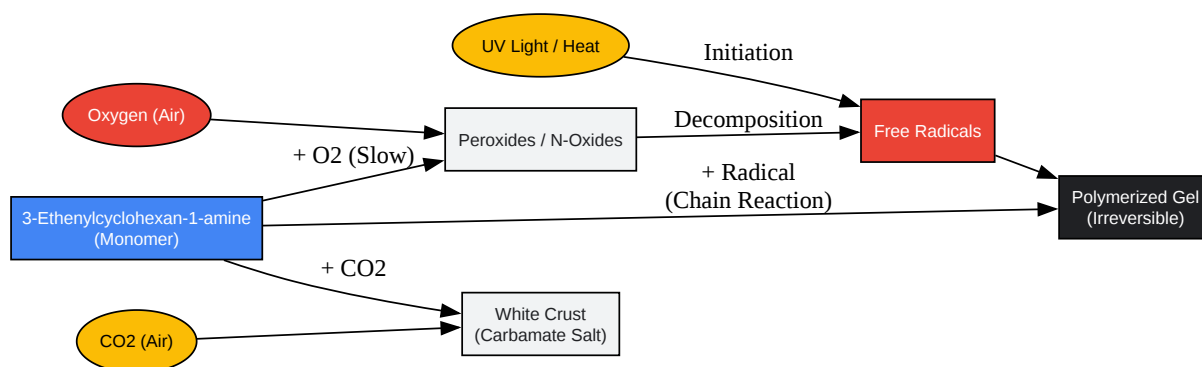 UV Light / Heat
Initiation
Oxygen (Air)
Peroxides / N-Oxides
Decomposition
Free Radicals
+ O2 (Slow)
+ Radical
(Chain Reaction)
3-Ethenylcyclohexan-1-amine
(Monomer)
Polymerized Gel
(Irreversible)
+ CO2
White Crust
(Carbamate Salt)
CO2 (Air)